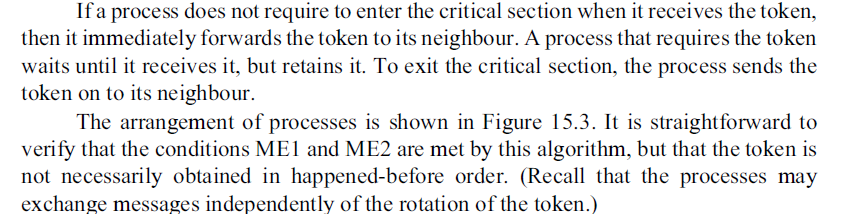 If a process does not require to enter the critical section when it receives the token,
then it immediately forwards the token to its neighbour. A process that requires the token
waits until it receives it, but retains it. To exit the critical section, the process sends the
token on to its neighbour.
The arrangement of processes is shown in Figure 15.3. It is straightforward to
verify that the conditions ME1 and ME2 are met by this algorithm, but that the token is
not necessarily obtained in happened-before order. (Recall that the processes may
exchange messages independently of the rotation of the token.)